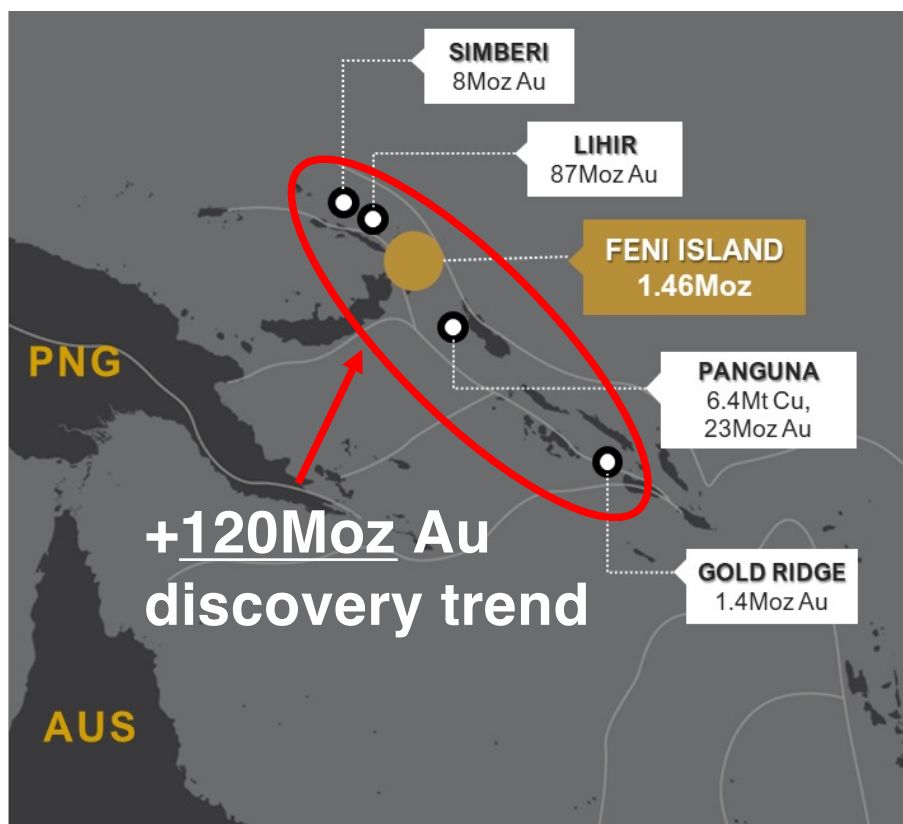 SIMBERI
8Moz Au
LIHIR
87Moz Au
FENI ISLAND
1.46Moz
PNG
PANGUNA
6.4Mt Cu,
23Moz Au
+120Moz Au
discovery trend
GOLD RIDGE
1.4Moz Au
AUS